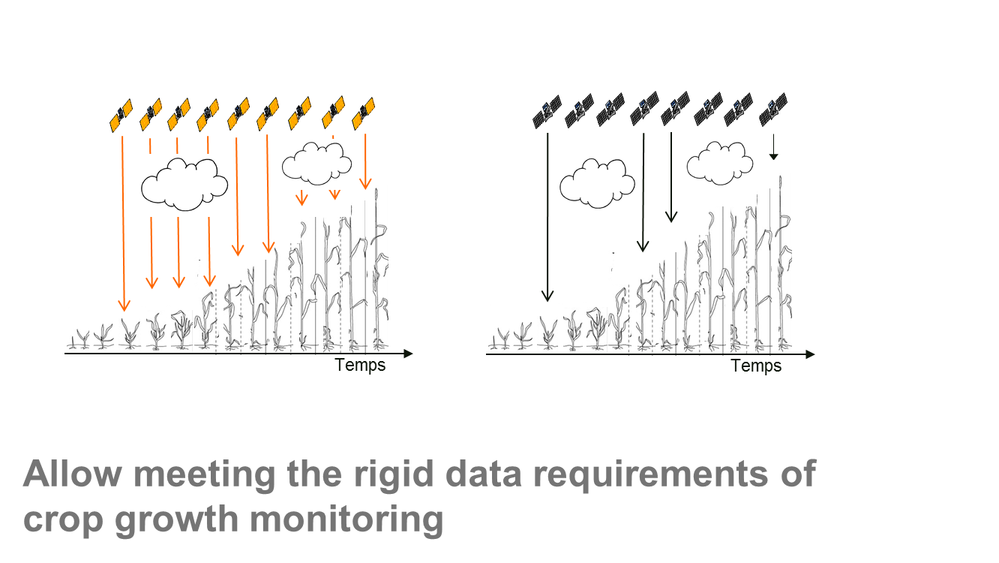 Temps
Temps
Allow meeting the rigid data requirements of
crop growth monitoring